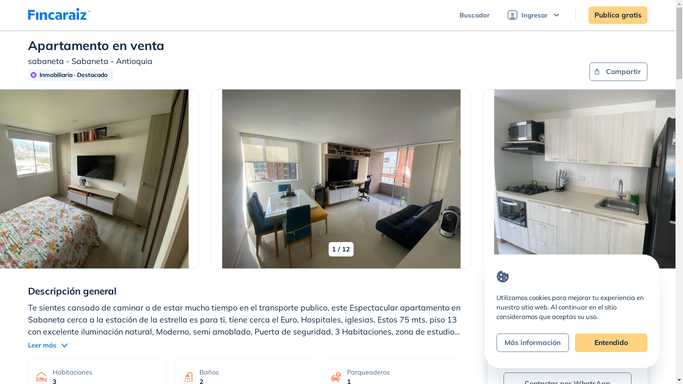 Fincaraiz
Buscador
Ingresar
Publica gratis
Apartamento en venta
sabaneta - Sabaneta - Antioquia
Inmobiliaria · Destacado
Compartir
1 / 12
Descripción general
Te sientes cansado de caminar o de estar mucho tiempo en el transporte publico, este Espectacular apartamento en
Sabaneta cerca a la estación de la estrella es para ti, tiene cerca el Euro, Hospitales, iglesias. Estos 75 mts, piso 13
con excelente iluminación natural, Moderno, semi amoblado, Puerta de seguridad, 3 Habitaciones, zona de estudio...
Leer más
Habitaciones
3
Baños
2
Parqueaderos
1
Utilizamos cookies para mejorar tu experiencia en
nuestro sitio web. Al continuar en el sitio
consideramos que aceptas su uso.
Más información
Entendido
Contactar por WhatsApp